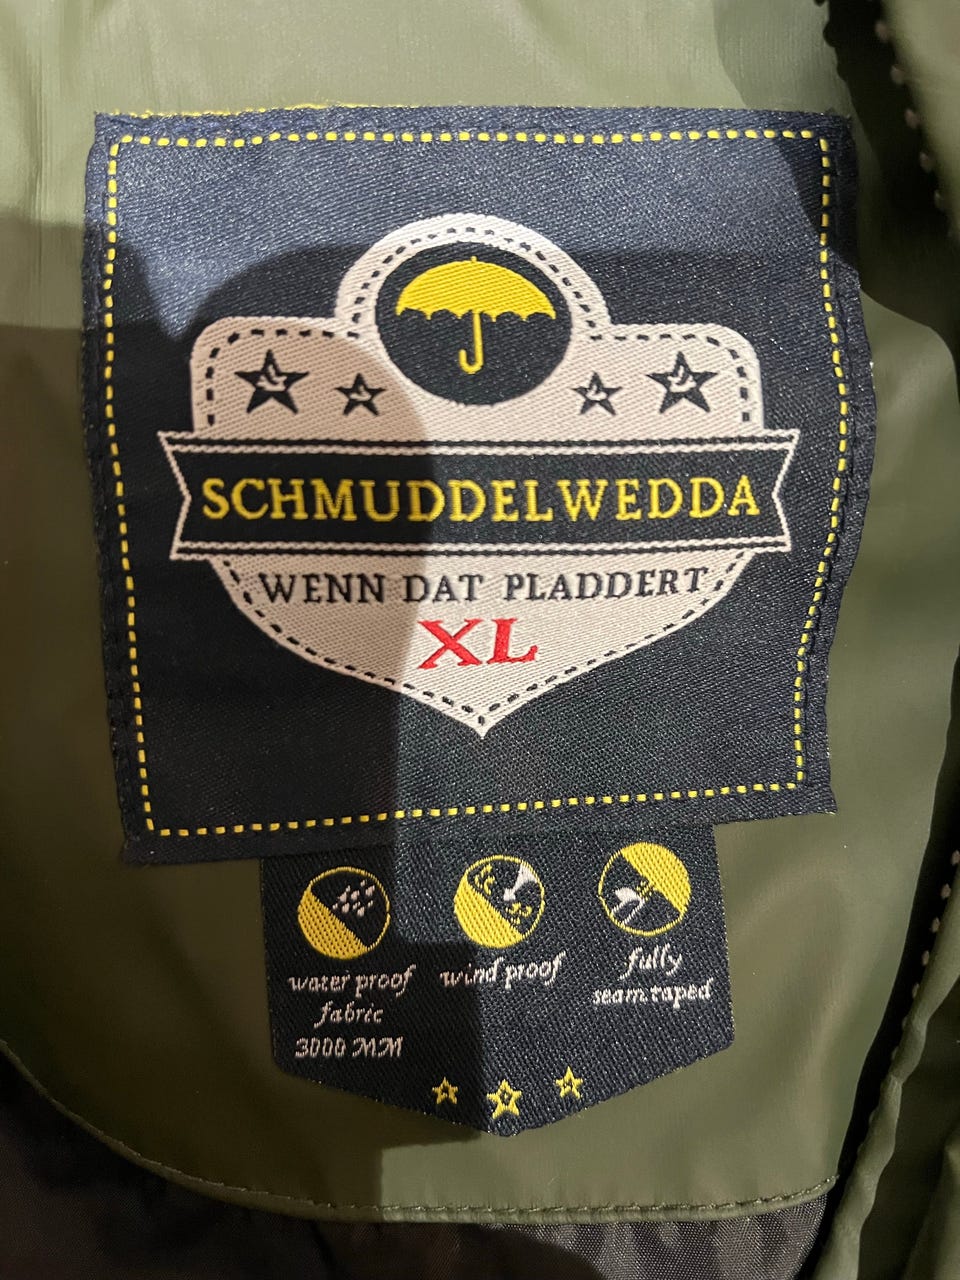 SCHMUDDELWEDDA
WENN DAT PLADDERT
XL
water proof
fabric
3000 MM
wind proof
fully
seam taped